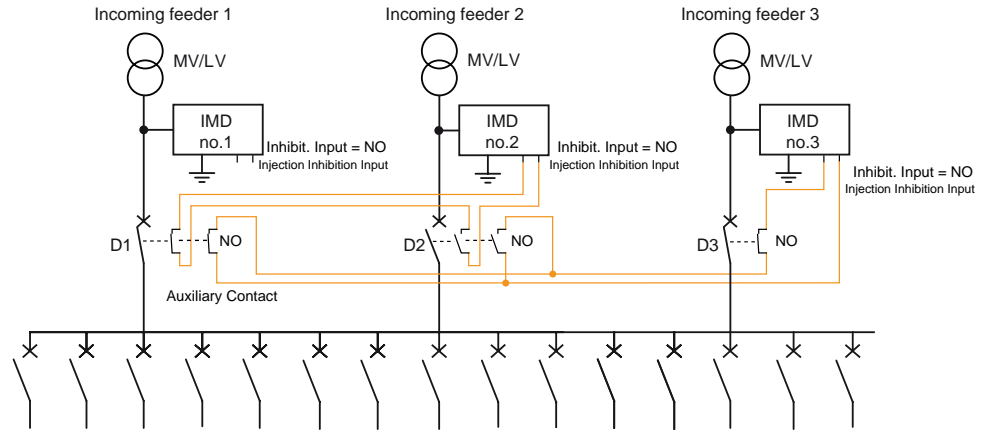 Incoming feeder 1
Incoming feeder 2
Incoming feeder 3
MV/LV
MV/LV
MV/LV
IMD
no.1
Inhibit. Input = NO
Injection Inhibition Input
IMD
no.2
Inhibit. Input = NO
Injection Inhibition Input
IMD
no.3
Inhibit. Input = NO
Injection Inhibition Input
D1
NO
D2
NO
D3
NO
Auxiliary Contact